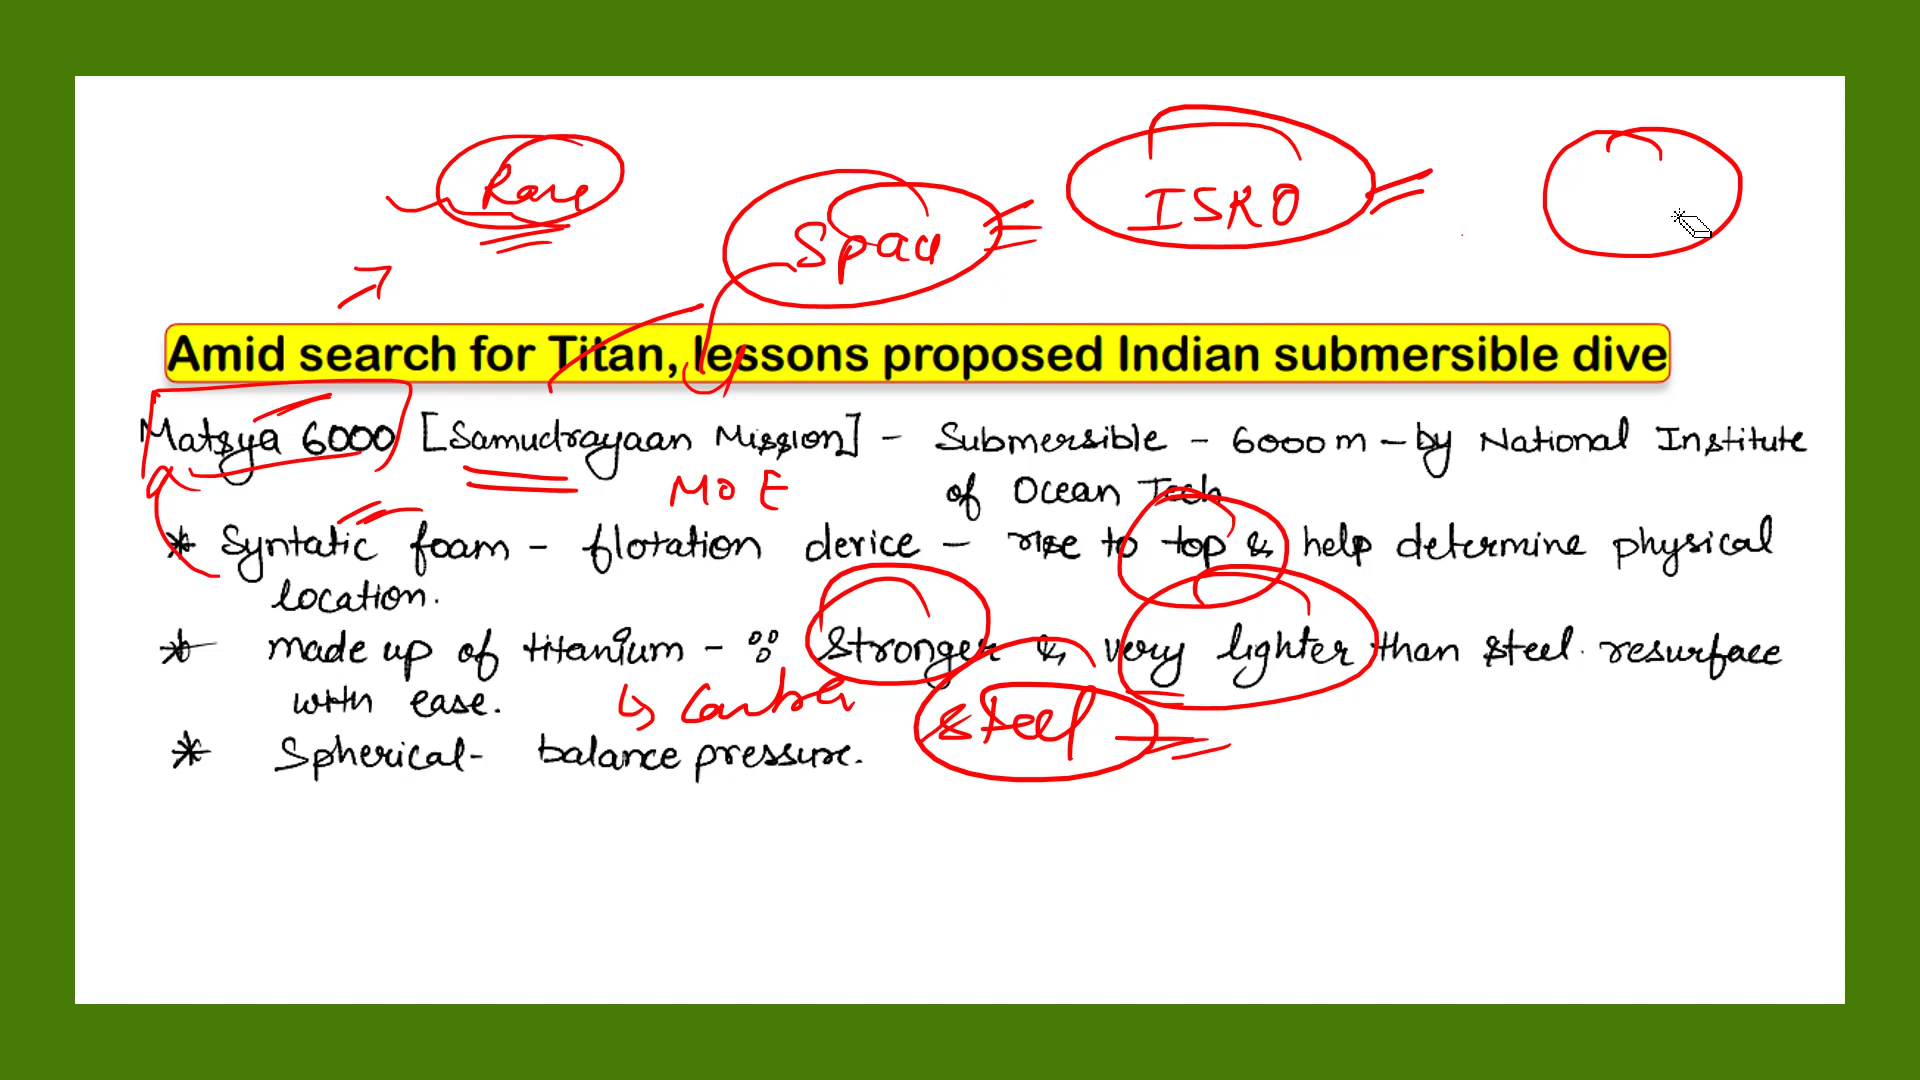 Rare
Space
ISRO
Amid search for Titan, lessons proposed Indian submersible dive
Matsya 6000 [Samudrayaan Mission] - Submersible - 6000m - by National Institute
of Ocean Tech
MOE
* Syntatic foam - flotation device - rise to top & help determine physical
location.
* made up of titanium - stronger & very lighter than steel. resurface
with ease.
↳ Carbon
steel
* Spherical - balance pressure.